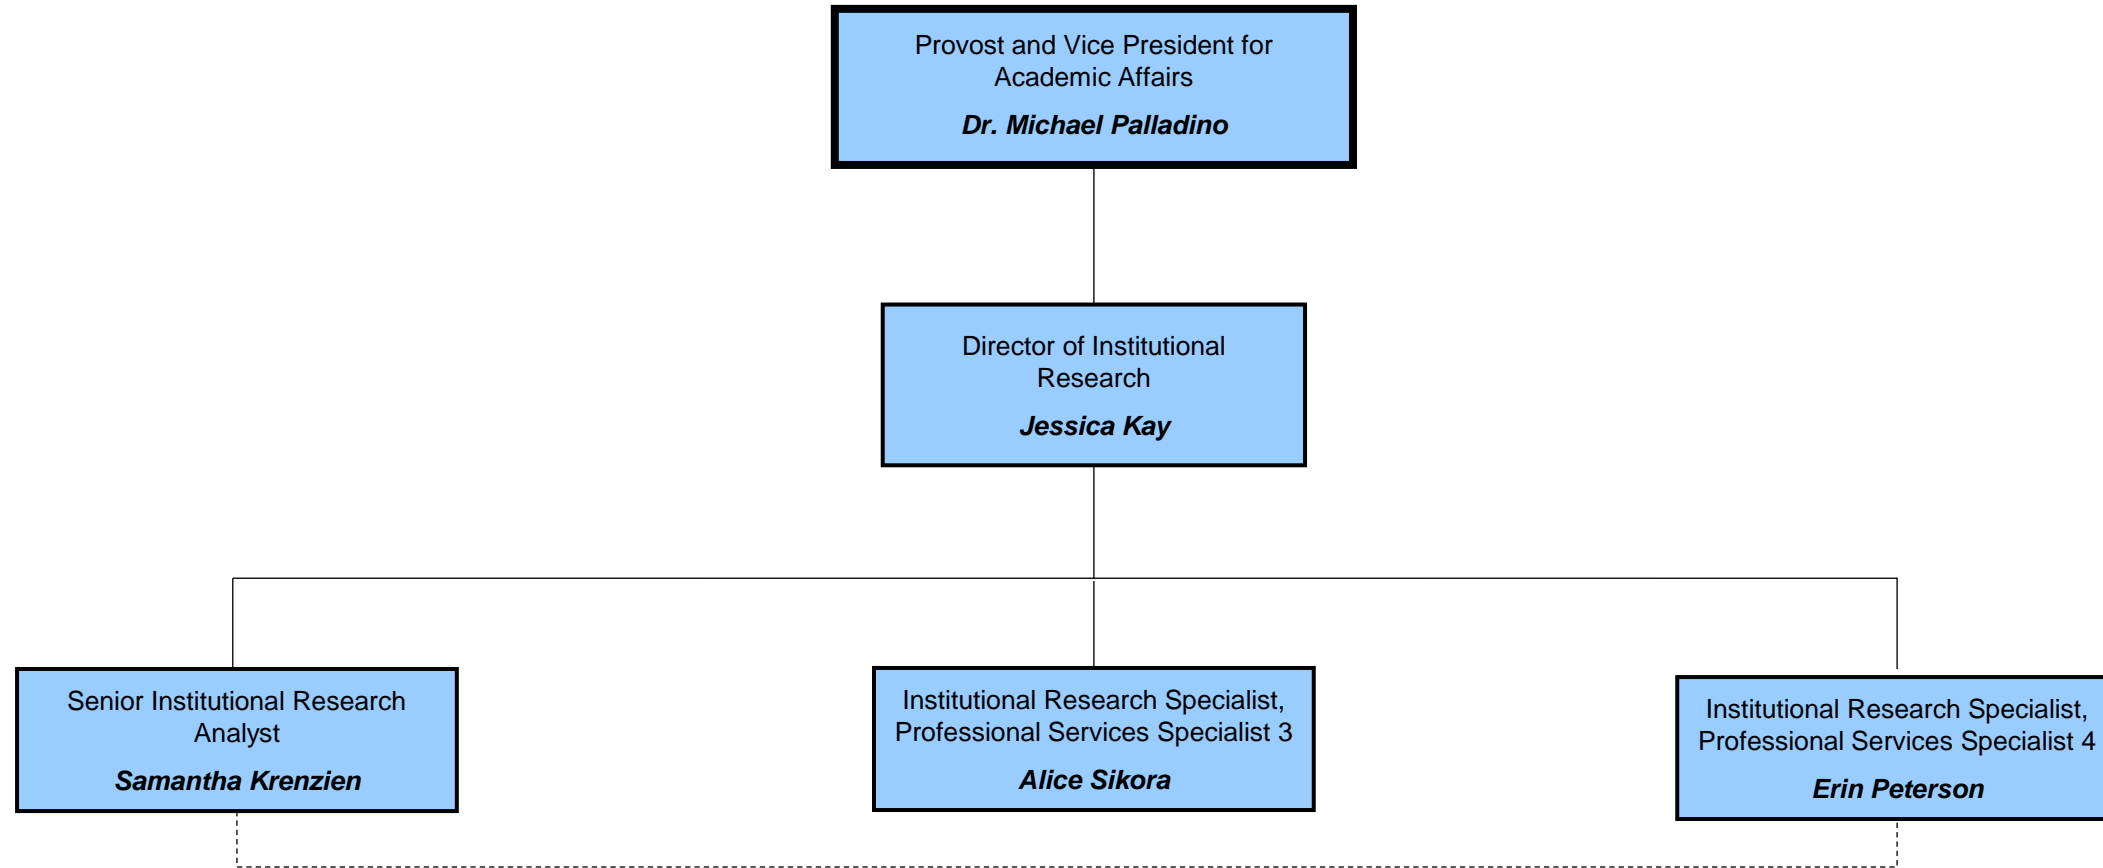 Provost and Vice President for
Academic Affairs
Dr. Michael Palladino
Director of Institutional
Research
Jessica Kay
Senior Institutional Research
Analyst
Samantha Krenzien
Institutional Research Specialist,
Professional Services Specialist 3
Alice Sikora
Institutional Research Specialist,
Professional Services Specialist 4
Erin Peterson